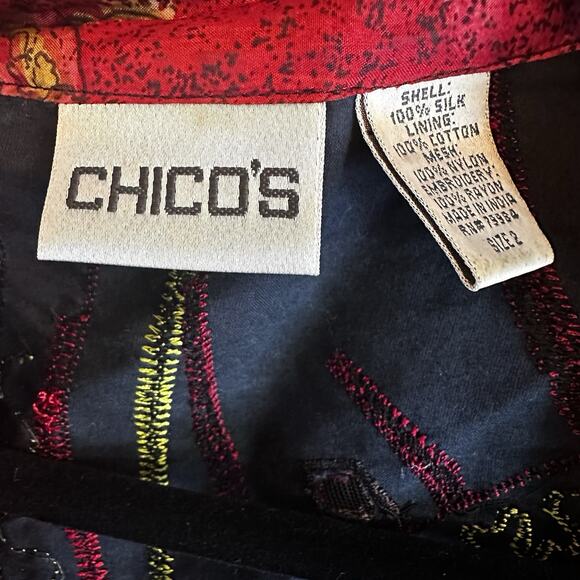 CHICO'S
SHELL:
100% SILK
LINING:
100% COTTON
MESH:
100% NYLON
EMBROIDERY:
100% RAYON
MADE IN INDIA
RN# 79984
SIZE 2